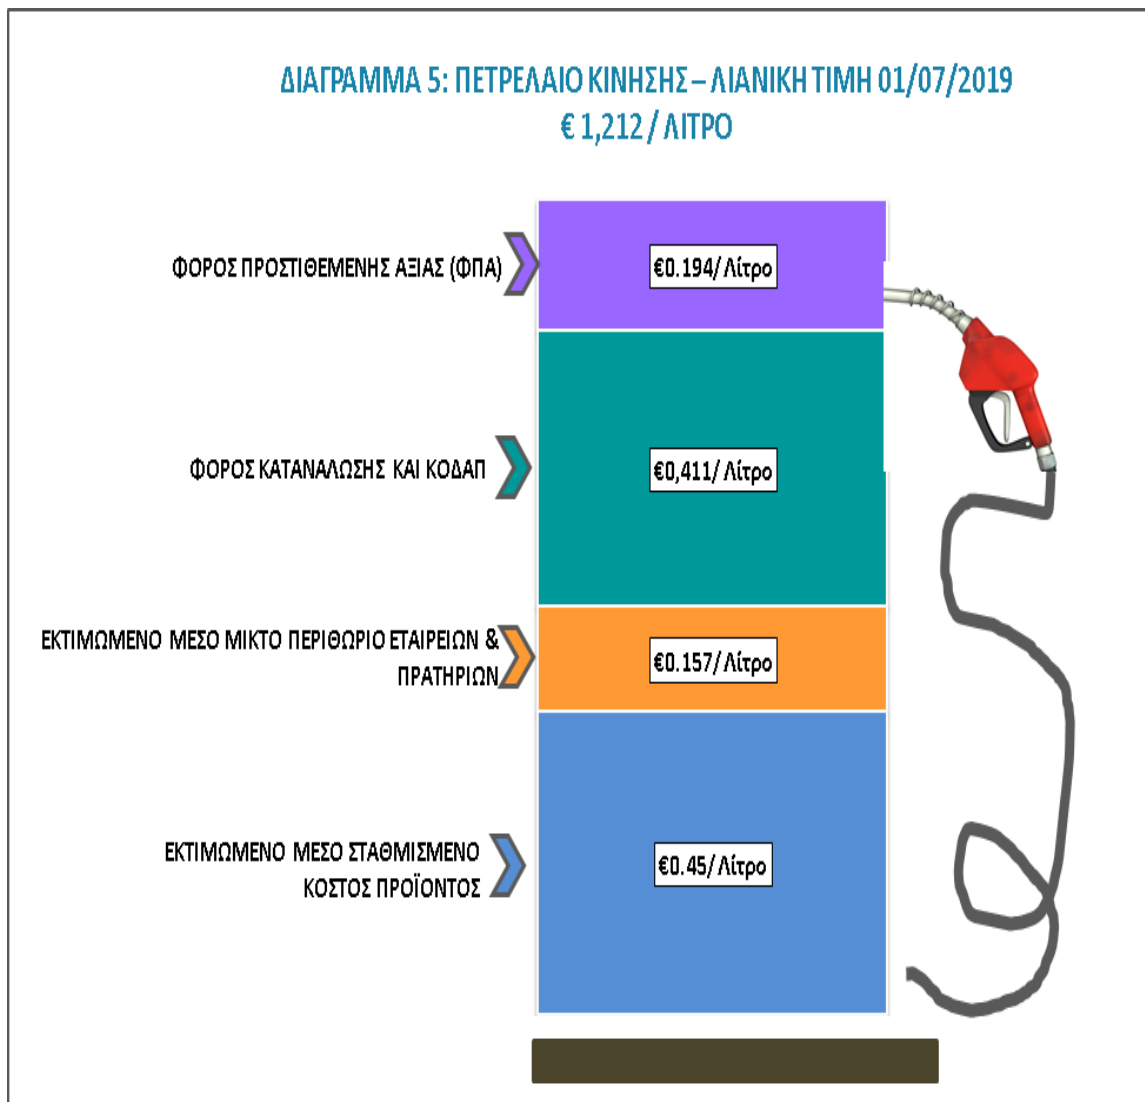 ΔΙΑΓΡΑΜΜΑ 5: ΠΕΤΡΕΛΑΙΟ ΚΙΝΗΣΗΣ – ΛΙΑΝΙΚΗ ΤΙΜΗ 01/07/2019
€ 1,212 / ΛΙΤΡΟ
ΦΟΡΟΣ ΠΡΟΣΤΙΘΕΜΕΝΗΣ ΑΞΙΑΣ (ΦΠΑ)
€0.194/ Λίτρο
ΦΟΡΟΣ ΚΑΤΑΝΑΛΩΣΗΣ ΚΑΙ ΚΟΔΑΠ
€0,411/ Λίτρο
ΕΚΤΙΜΩΜΕΝΟ ΜΕΣΟ ΜΙΚΤΟ ΠΕΡΙΘΩΡΙΟ ΕΤΑΙΡΕΙΩΝ &
ΠΡΑΤΗΡΙΩΝ
€0.157/ Λίτρο
ΕΚΤΙΜΩΜΕΝΟ ΜΕΣΟ ΣΤΑΘΜΙΣΜΕΝΟ
ΚΟΣΤΟΣ ΠΡΟΪΟΝΤΟΣ
€0.45/ Λίτρο